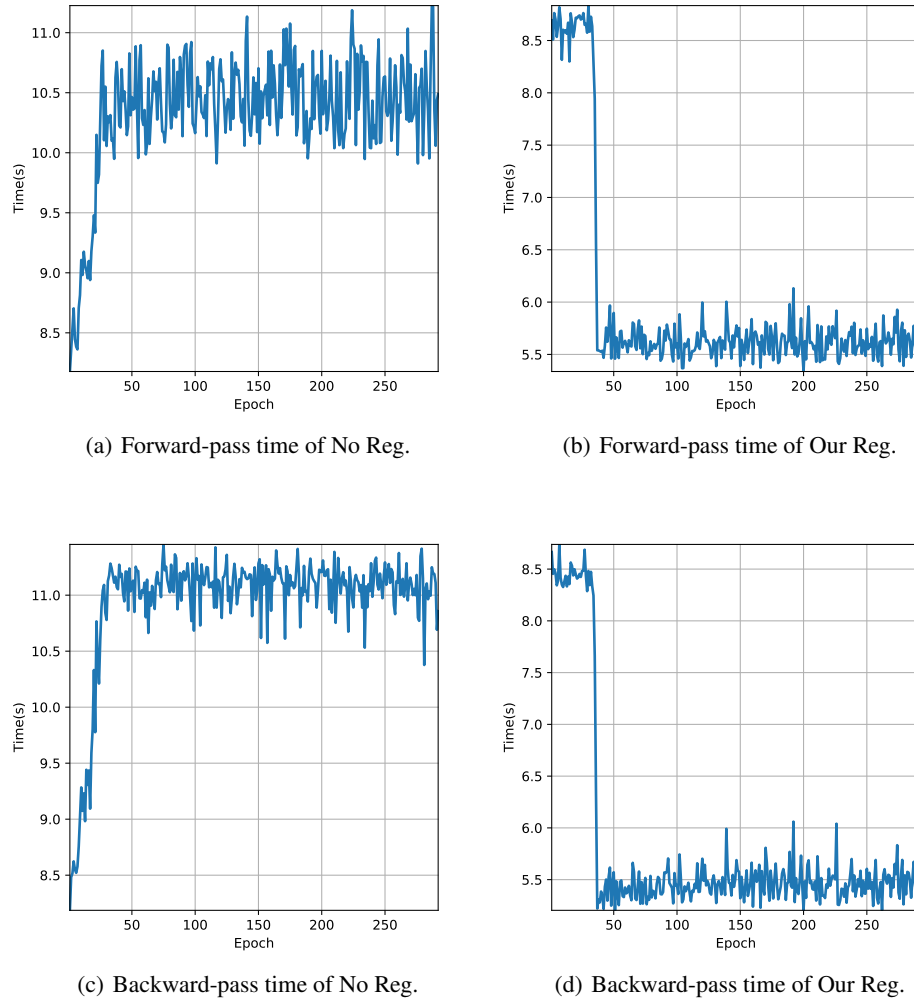 11.0
10.5
10.0
9.5
9.0
8.5
Time(s)
50 100 150 200 250
Epoch
(a) Forward-pass time of No Reg.
8.5
8.0
7.5
7.0
6.5
6.0
5.5
Time(s)
50 100 150 200 250
Epoch
(b) Forward-pass time of Our Reg.
11.0
10.5
10.0
9.5
9.0
8.5
Time(s)
50 100 150 200 250
Epoch
(c) Backward-pass time of No Reg.
8.5
8.0
7.5
7.0
6.5
6.0
5.5
Time(s)
50 100 150 200 250
Epoch
(d) Backward-pass time of Our Reg.